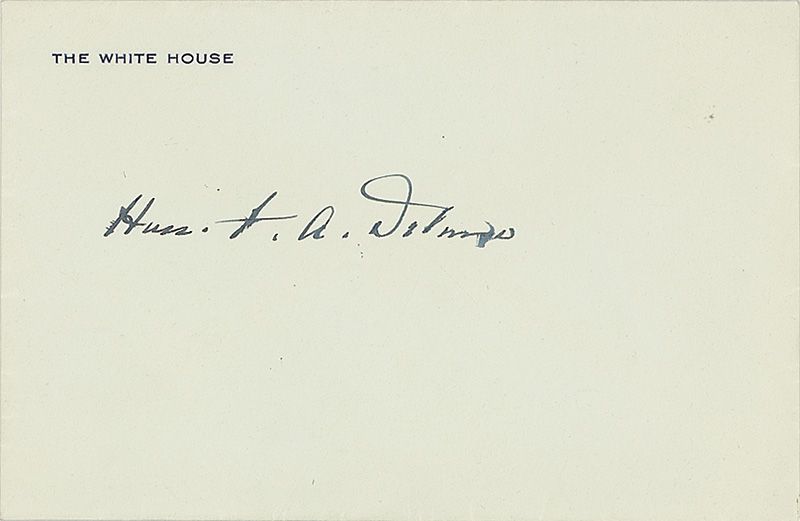 THE WHITE HOUSE
Hon. F. A. Delano